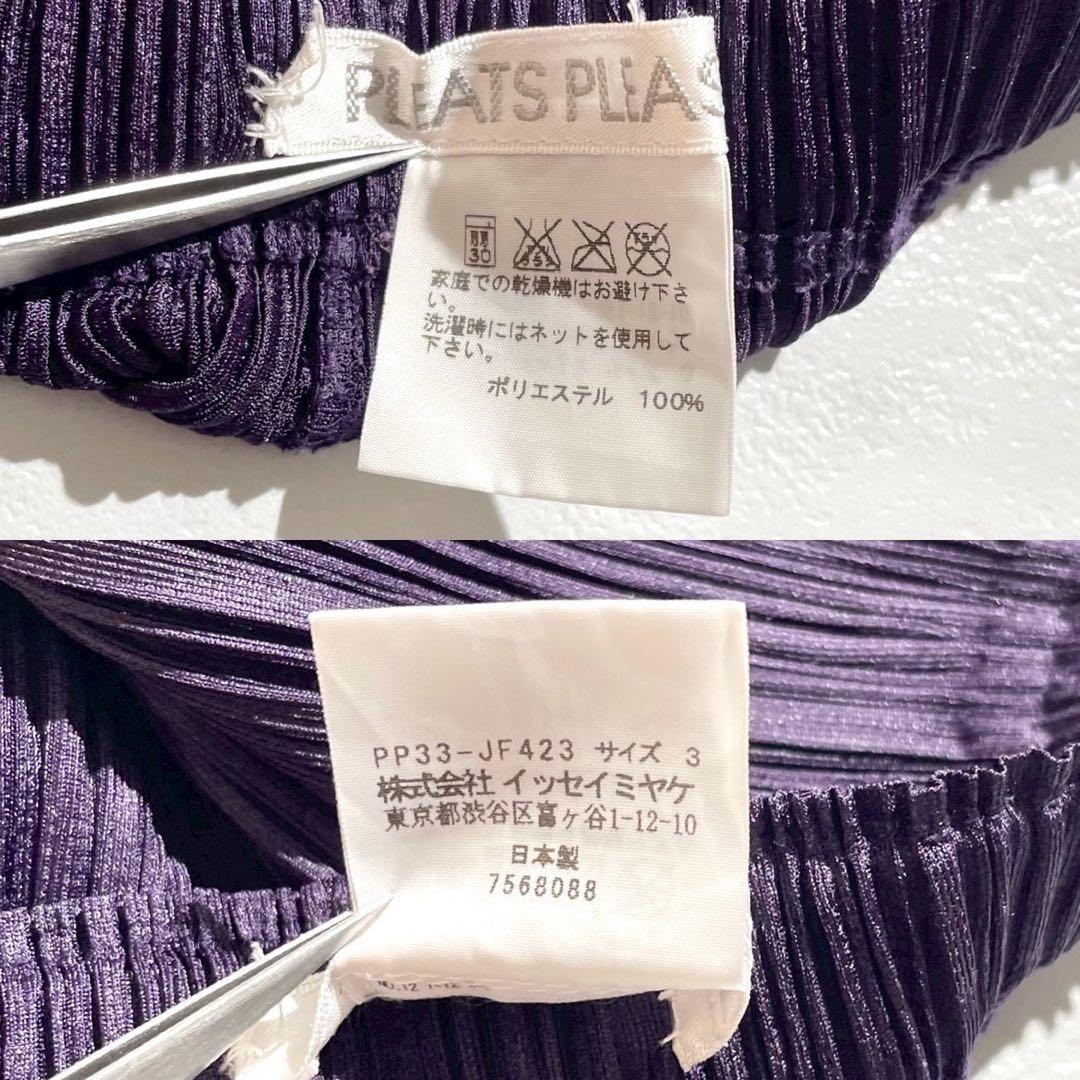 PLEATS PLEAS
30
家庭での乾燥機はお避け下さ
い。
洗濯時にはネットを使用して
下さい。
ポリエステル 100%
PP33-JF423 サイズ 3
株式会社 イッセイミヤケ
東京都渋谷区富ヶ谷1-12-10
日本製
7568088